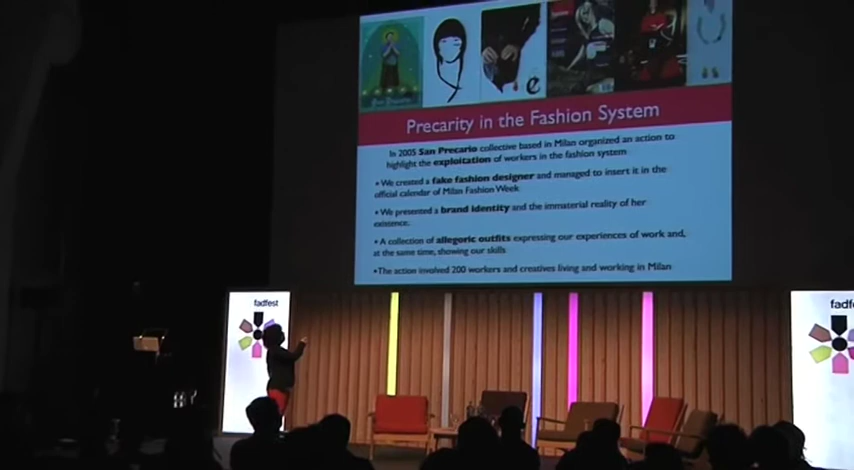 Precarity in the Fashion System
In 2005 San Precario collective based in Milan organized an action to
highlight the exploitation of workers in the fashion system
• We created a fake fashion designer and managed to insert it in the
official calendar of Milan Fashion Week
• We presented a brand identity and the immaterial reality of her
existence.
• A collection of allegoric outfits expressing our experiences of work and,
at the same time, showing our skills
• The action involved 200 workers and creatives living and working in Milan
fadfest
fadfe